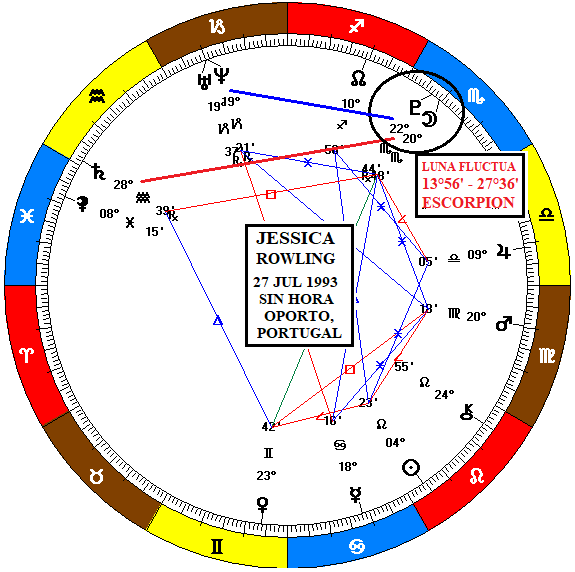 19°19°
10°
22°
20°
21'
58'
44'
28°
39'
08°
15'
LUNA FLUCTUA
13°56' - 27°36'
ESCORPION
JESSICA
ROWLING
27 JUL 1993
SIN HORA
OPORTO,
PORTUGAL
05'
09°
18'
20°
55'
24°
23'
04°
16'
18°
42'
23°